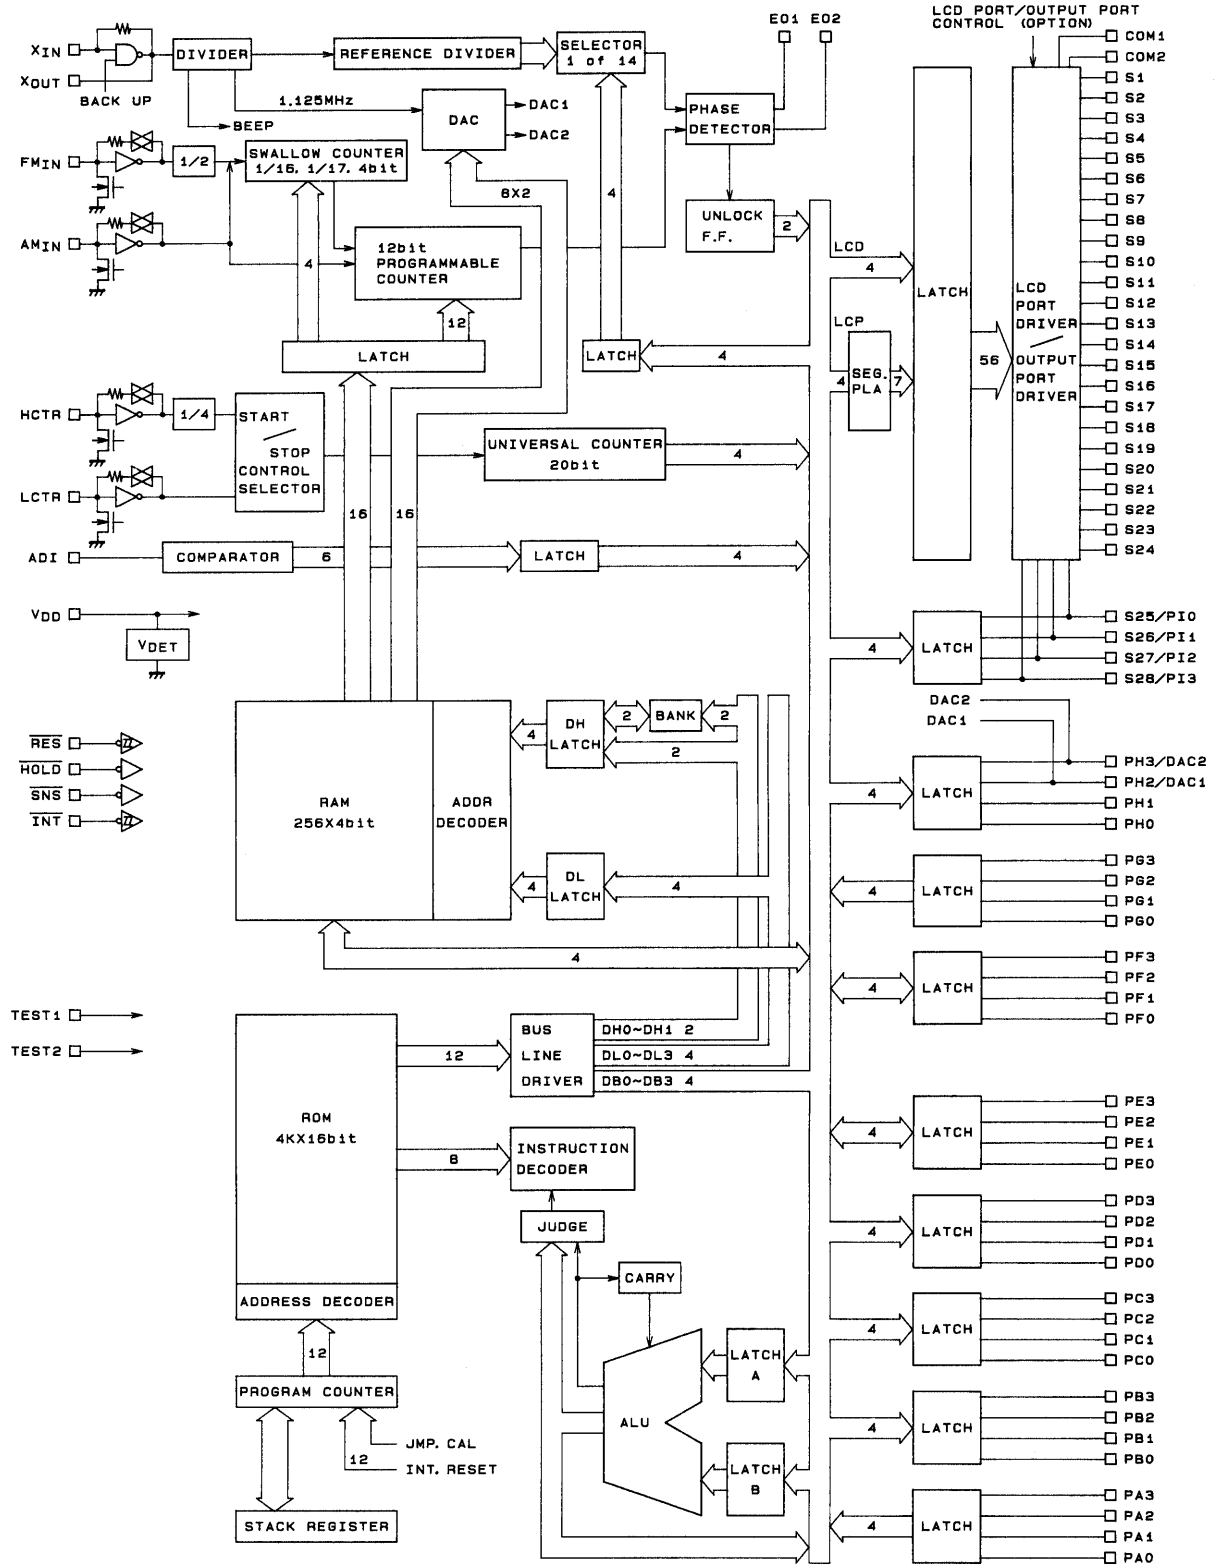 LCD PORT/OUTPUT PORT
CONTROL (OPTION)
EO1 EO2
COM1
COM2
XIN
XOUT
BACK UP
DIVIDER
REFERENCE DIVIDER
SELECTOR
1 of 14
1.125MHz
BEEP
DAC
DAC1
DAC2
PHASE
DETECTOR
FMIN
1/2
SWALLOW COUNTER
1/16, 1/17, 4bit
8X2
4
UNLOCK
F.F.
2
AMIN
12bit
PROGRAMMABLE
COUNTER
4
12
LATCH
LATCH
4
LCD
4
LCP
4
SEG.
PLA
7
LATCH
56
LCD
PORT
DRIVER
OUTPUT
PORT
DRIVER
S1
S2
S3
S4
S5
S6
S7
S8
S9
S10
S11
S12
S13
S14
S15
S16
S17
S18
S19
S20
S21
S22
S23
S24
HCTR
1/4
START
STOP
CONTROL
SELECTOR
UNIVERSAL COUNTER
20bit
4
LCTR
16
16
ADI
COMPARATOR
6
LATCH
4
VDD
VDET
4
LATCH
S25/PI0
S26/PI1
S27/PI2
S28/PI3
DAC2
DAC1
RES
HOLD
SNS
INT
RAM
256X4bit
ADDR
DECODER
4
DH
LATCH
2
BANK
2
2
4
DL
LATCH
4
4
4
LATCH
PH3/DAC2
PH2/DAC1
PH1
PH0
4
LATCH
PG3
PG2
PG1
PG0
4
LATCH
PF3
PF2
PF1
PF0
TEST1
TEST2
ROM
4KX16bit
12
BUS
LINE
DRIVER
DH0~DH1 2
DL0~DL3 4
DB0~DB3 4
8
INSTRUCTION
DECODER
JUDGE
CARRY
4
LATCH
PE3
PE2
PE1
PE0
4
LATCH
PD3
PD2
PD1
PD0
ADDRESS DECODER
12
PROGRAM COUNTER
12
JMP. CAL
INT. RESET
STACK REGISTER
ALU
LATCH
A
LATCH
B
4
LATCH
PC3
PC2
PC1
PC0
4
LATCH
PB3
PB2
PB1
PB0
4
LATCH
PA3
PA2
PA1
PA0